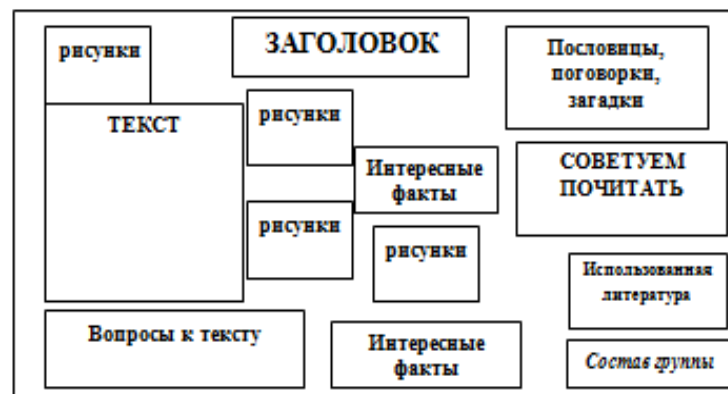 рисунки
ЗАГОЛОВОК
Пословицы,
поговорки,
загадки
ТЕКСТ
рисунки
Интересные
факты
СОВЕТУЕМ
ПОЧИТАТЬ
рисунки
рисунки
Использованная
литература
Вопросы к тексту
Интересные
факты
Состав группы